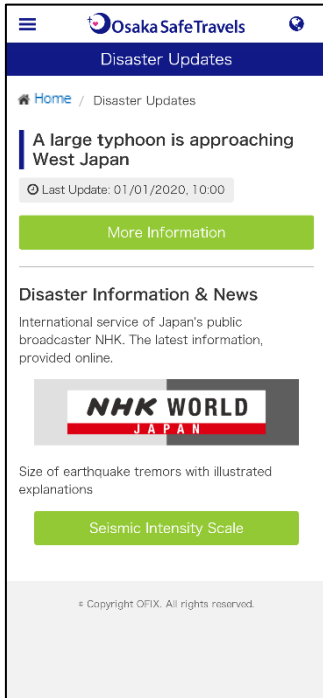 Osaka Safe Travels
Disaster Updates
Home / Disaster Updates
A large typhoon is approaching
West Japan
Last Update: 01/01/2020, 10:00
More Information
Disaster Information & News
International service of Japan's public
broadcaster NHK. The latest information,
provided online.
NHK WORLD
JAPAN
Size of earthquake tremors with illustrated
explanations
Seismic Intensity Scale
© Copyright OFIX. All rights reserved.